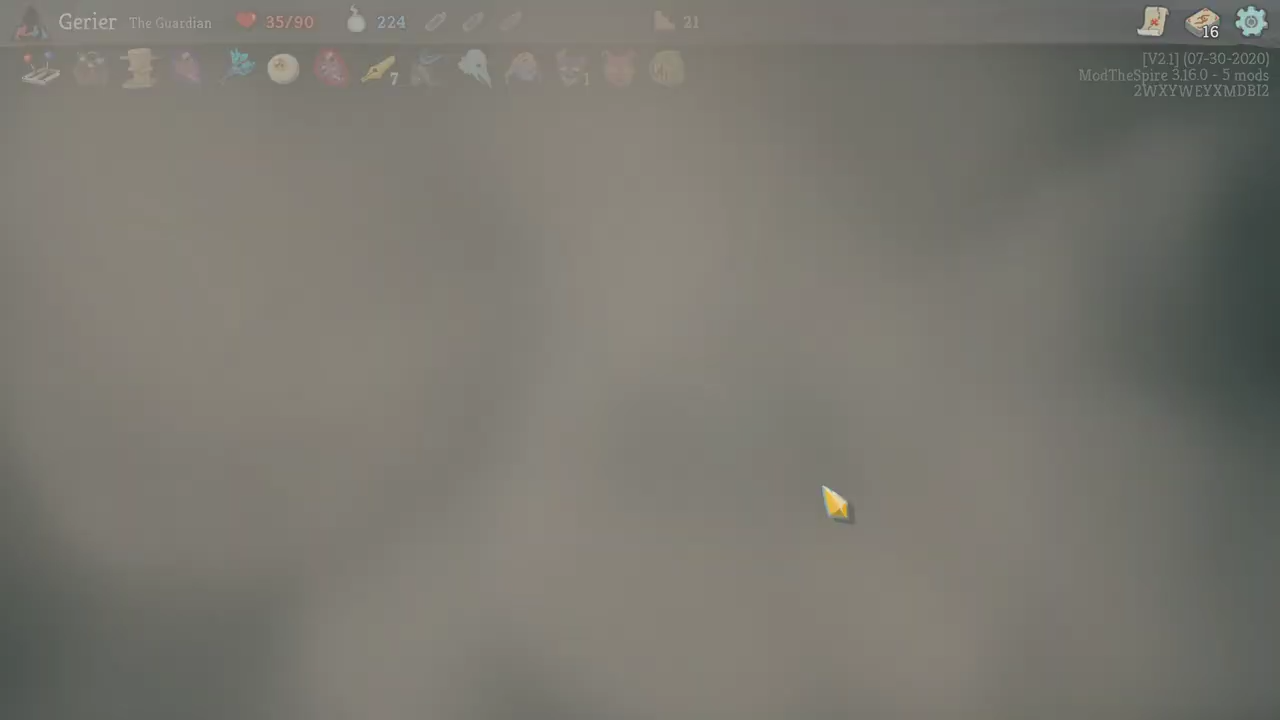 Gerier The Guardian 35/90 224 21
16
7 1
[V2.1] (07-30-2020)
ModTheSpire 3.16.0 - 5 mods
2WXYWEYXMDBI2